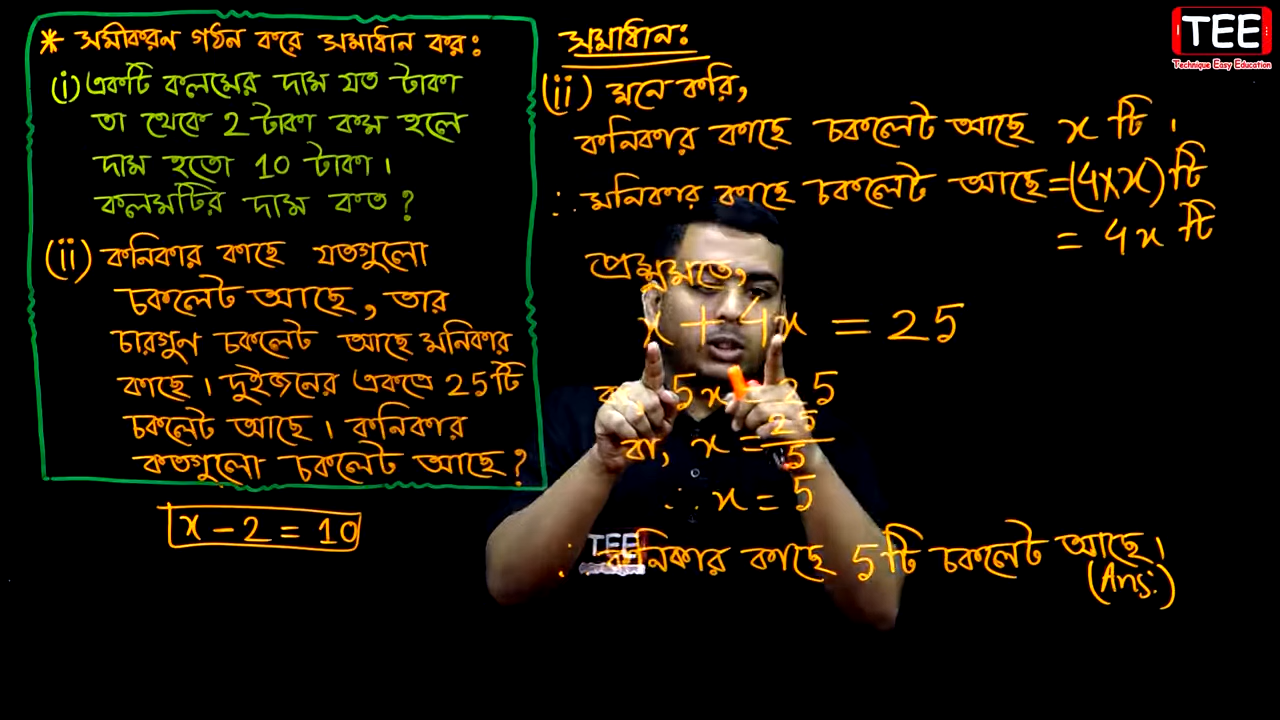 * সমীকরণ গঠন করে সমাধান কর:
(i) একটি কলমের দাম যত টাকা
তা থেকে 2 টাকা কম হলে
দাম হতো 10 টাকা।
কলমটির দাম কত?
(ii) কনিকার কাছে যতগুলো
চকলেট আছে, তার
চারগুণ চকলেট আছে মনিকার
কাছে। দুইজনের একত্রে 25টি
চকলেট আছে। কনিকার
কতগুলো চকলেট আছে?
x - 2 = 10
সমাধান:
(ii) মনে করি,
কনিকার কাছে চকলেট আছে x টি।
∴ মনিকার কাছে চকলেট আছে = (4×x) টি
= 4x টি
প্রশ্নমতে,
x + 4x = 25
বা, 5x = 25
বা, x = 25/5
∴ x = 5
∴ কনিকার কাছে 5টি চকলেট আছে।
(Ans:)
TEE
Technique Easy Education
TEE